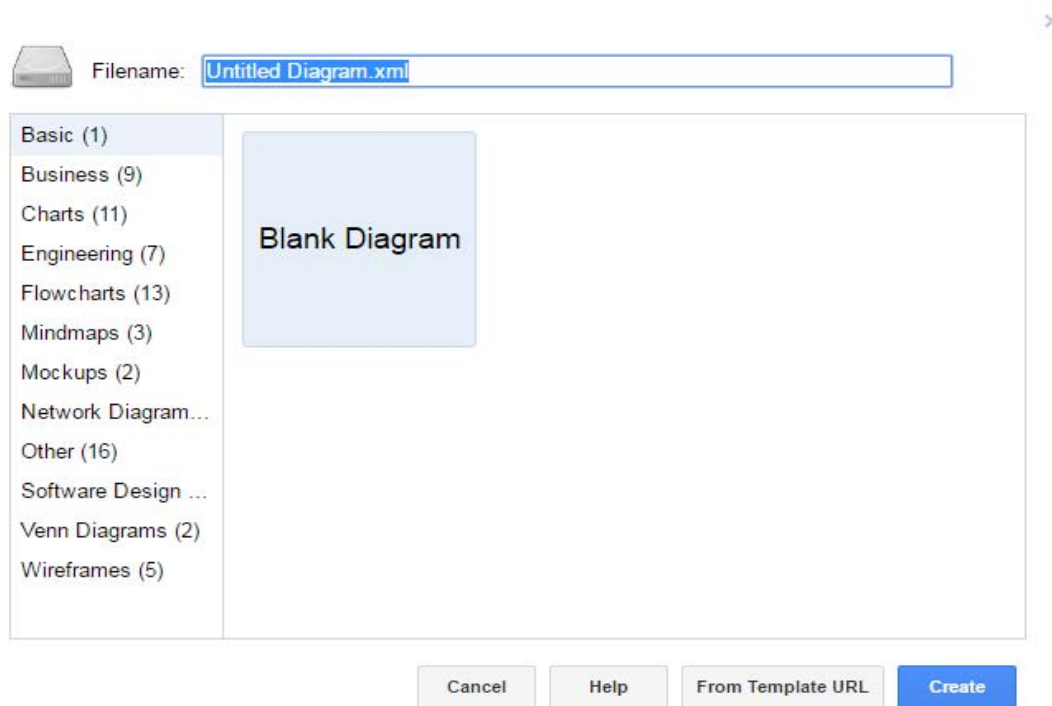 Filename: Untitled Diagram.xml
Basic (1)
Business (9)
Charts (11)
Engineering (7)
Flowcharts (13)
Mindmaps (3)
Mockups (2)
Network Diagram...
Other (16)
Software Design ...
Venn Diagrams (2)
Wireframes (5)
Blank Diagram
Cancel Help From Template URL Create